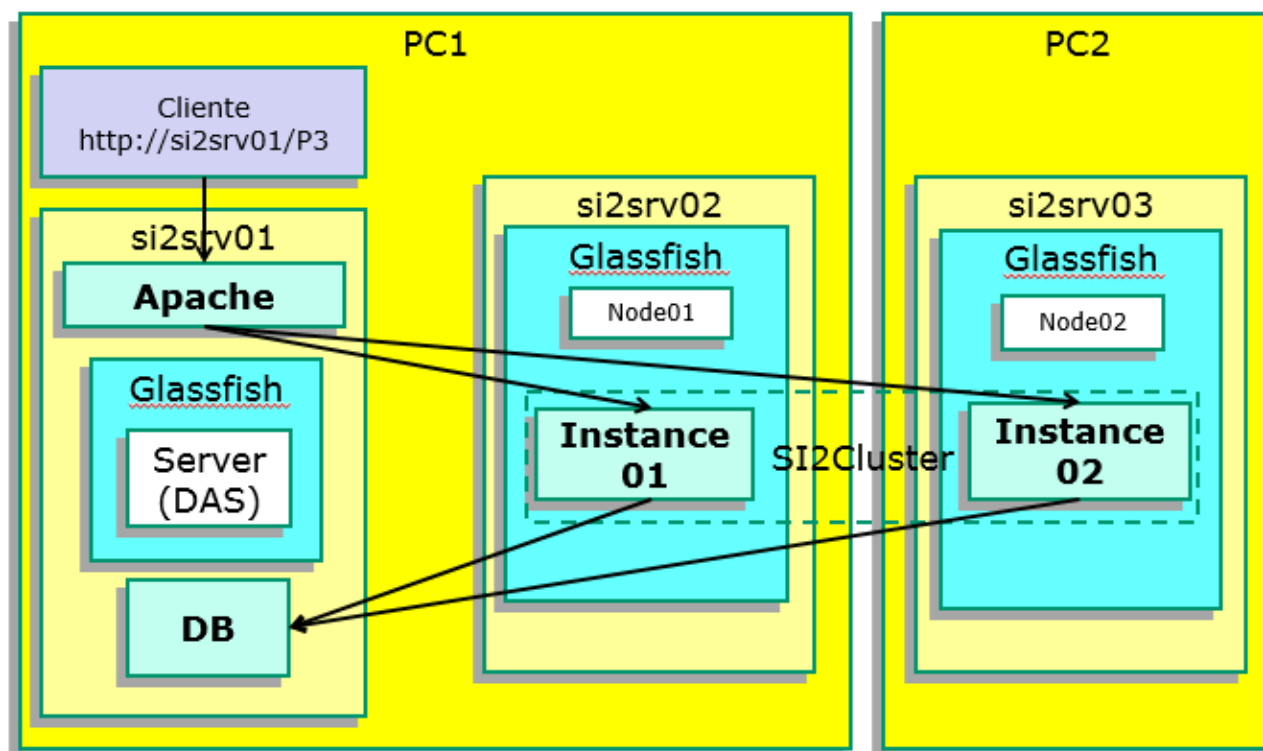 PC1
PC2
Cliente
http://si2srv01/P3
si2srv01
Apache
Glassfish
Server
(DAS)
DB
si2srv02
Glassfish
Node01
Instance
01
SI2Cluster
si2srv03
Glassfish
Node02
Instance
02